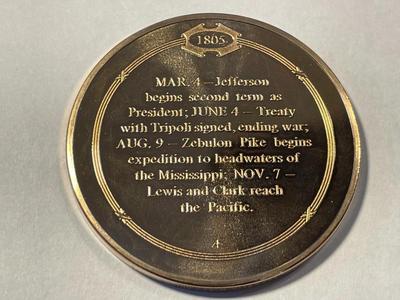 1805
MAR. 4 — Jefferson
begins second term as
President; JUNE 4 — Treaty
with Tripoli signed, ending war;
AUG. 9 — Zebulon Pike begins
expedition to headwaters of
the Mississippi; NOV. 7 —
Lewis and Clark reach
the Pacific.